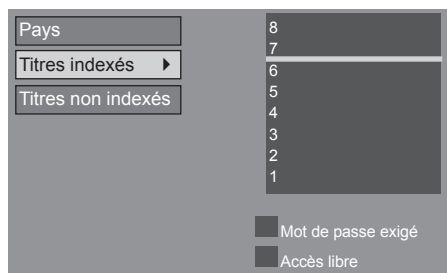 Pays
Titres indexés
Titres non indexés
8
7
6
5
4
3
2
1
Mot de passe exigé
Accès libre